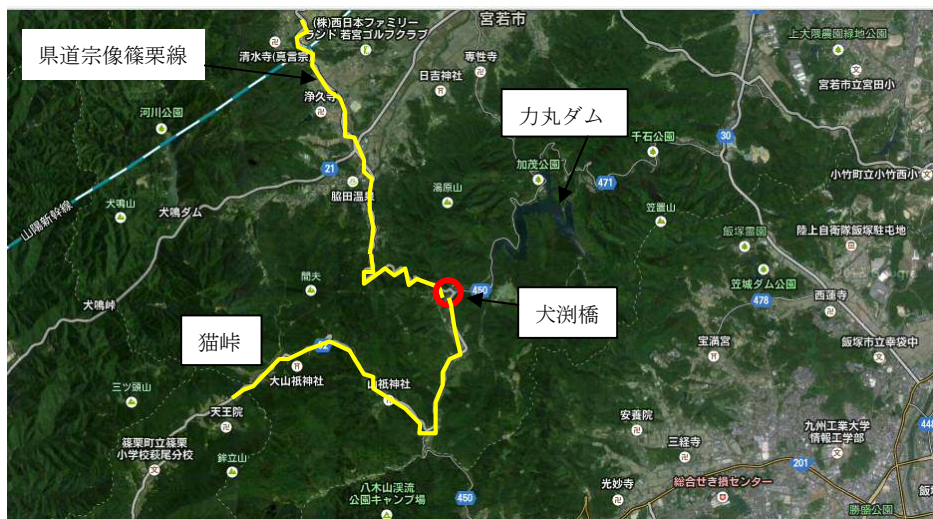 (株)西日本ファミリー
ランド 若宮ゴルフクラブ
宮若市
県道宗像篠栗線
清水寺(真言宗)
専性寺
日吉神社
上大隈農園緑地公園
宮若市立宮田小
浄久寺
河川公園
力丸ダム
千石公園
30
加茂公園
小竹町立小竹西小
21
471
脇田温泉
湯原山
犬鳴山
犬鳴ダム
笠置山
山陽新幹線
飯塚霊園
陸上自衛隊飯塚駐屯地
間夫
笠城ダム公園
犬鳴峠
450
478
西蓮寺
犬渕橋
猫峠
宝満宮
飯塚市立幸袋中
大山祇神社
山祇神社
三ツ頭山
天王院
安養院
九州工業大学
情報工学部
448
篠栗町立篠栗
小学校萩尾分校
三経寺
鉾立山
201
総合せき損センター
八木山渓流
公園キャンプ場
450
光妙寺
飯塚
勝盛公園